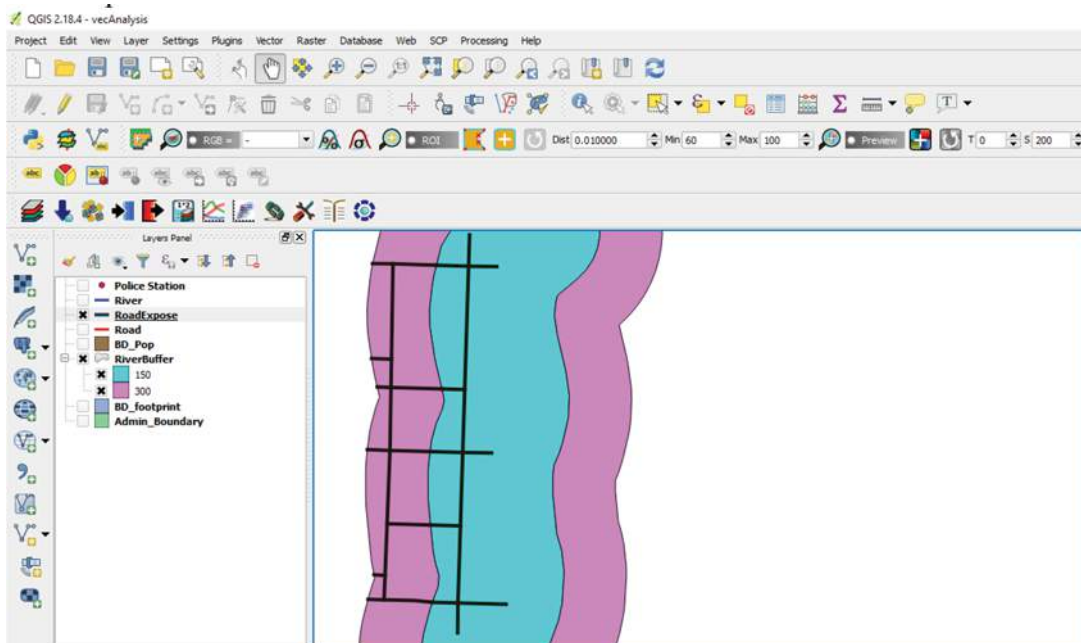 QGIS 2.18.4 - vecAnalysis
Project Edit View Layer Settings Plugins Vector Raster Database Web SCP Processing Help
RGB = - ROI Dist 0.010000 Min 60 Max 100 Preview T 0 S 200
Layers Panel
Police Station
River
RoadExpose
Road
BD_Pop
RiverBuffer
150
300
BD_footprint
Admin_Boundary